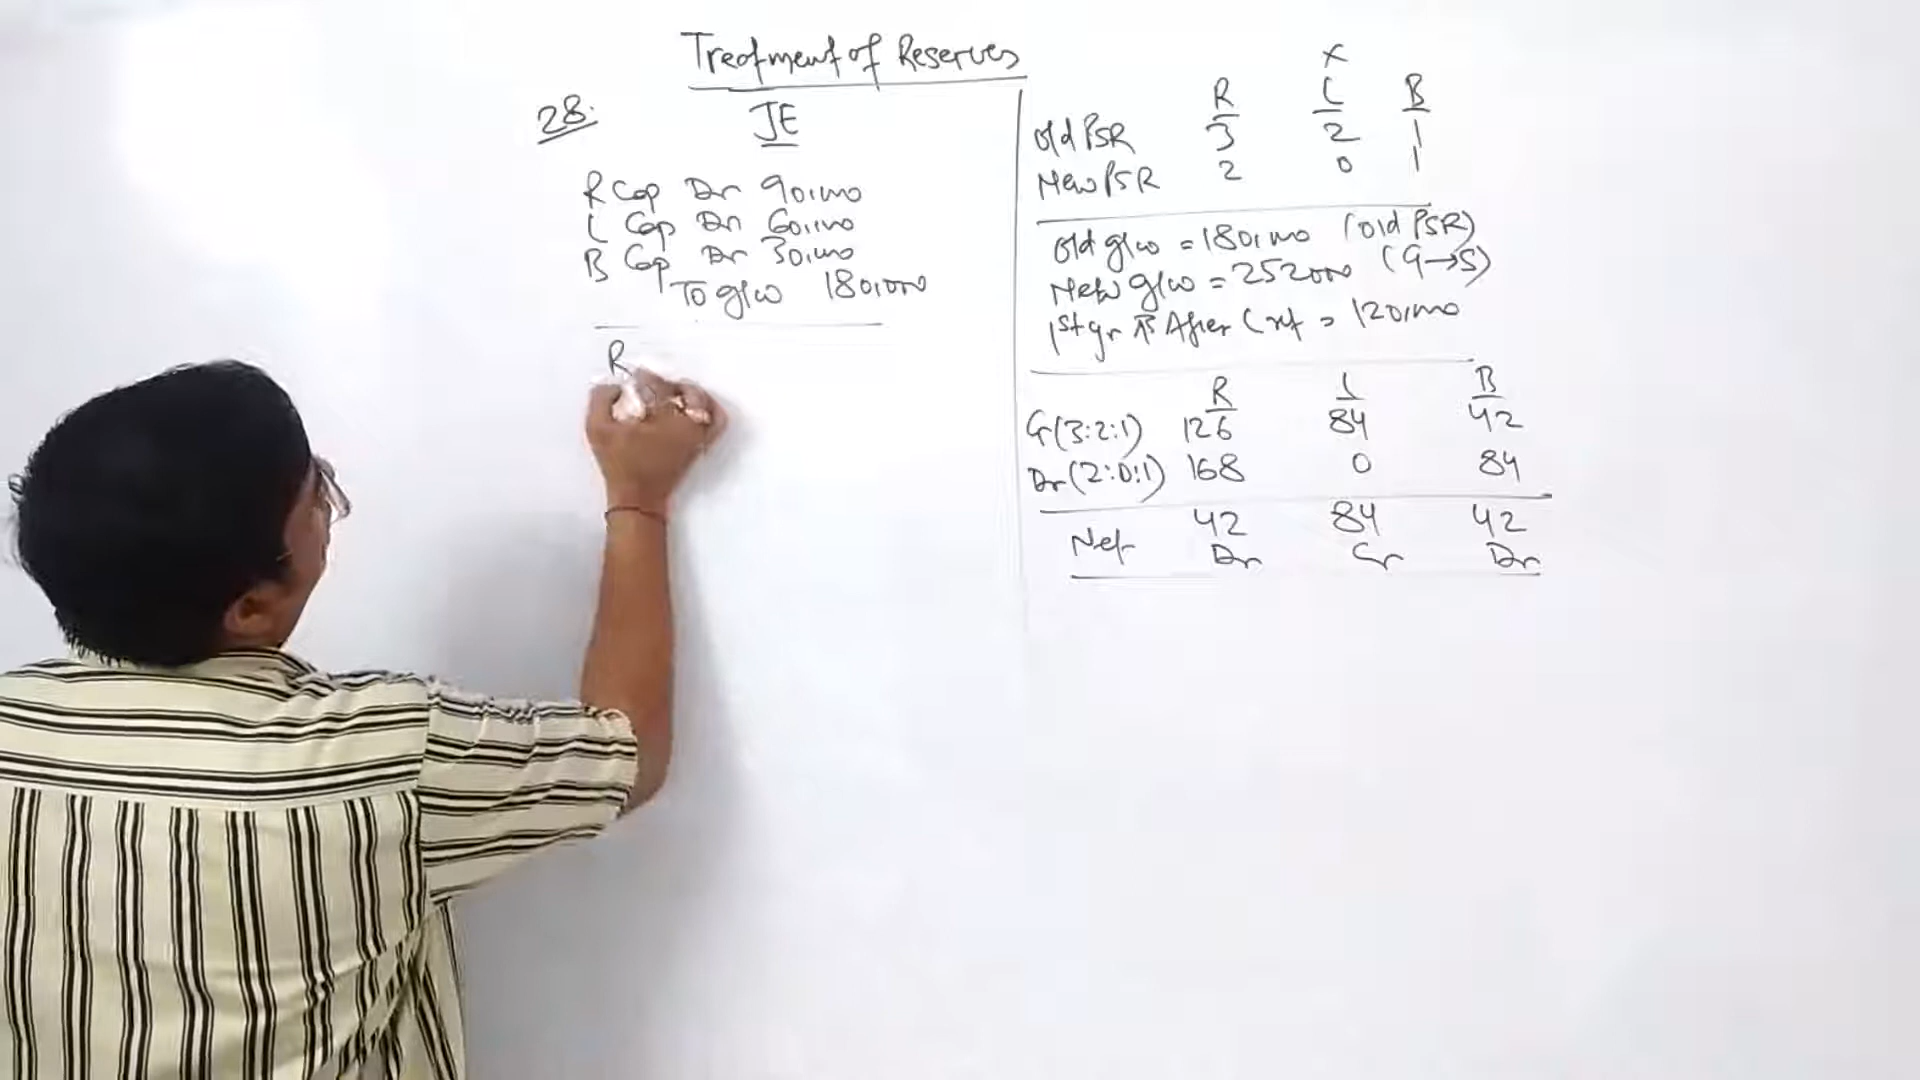 Treatment of Reserves
28.
JE
R Cap Dr 90,000
L Cap Dr 60,000
B Cap Dr 30,000
To g/w 180,000
R
X
R L B
Old PSR 3 2 1
New PSR 2 0 1
Old g/w = 180,000 (Old PSR)
New g/w = 252000 (G→S)
1st yr After = 120,000
R L B
Cr(3:2:1) 126 84 42
Dr(2:0:1) 168 0 84
Net 42 84 42
Dr Cr Dr